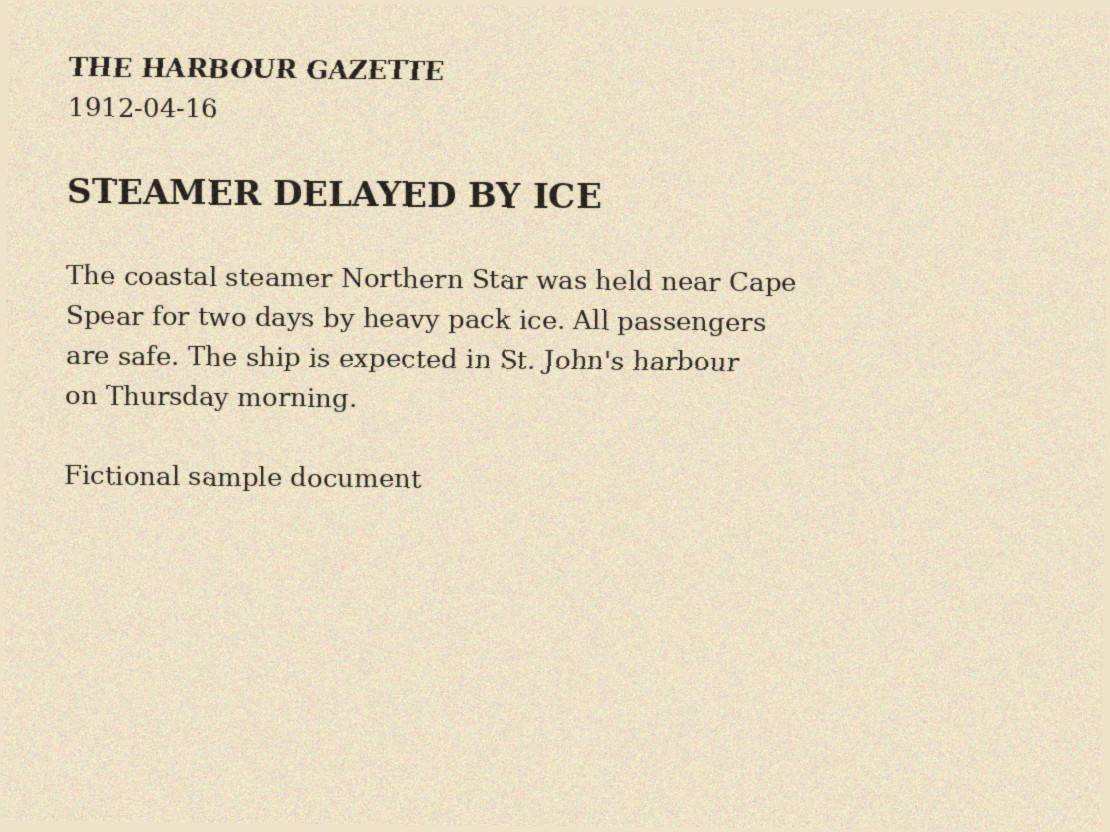 THE HARBOUR GAZETTE
1912-04-16
STEAMER DELAYED BY ICE
The coastal steamer Northern Star was held near Cape
Spear for two days by heavy pack ice. All passengers
are safe. The ship is expected in St. John's harbour
on Thursday morning.
Fictional sample document